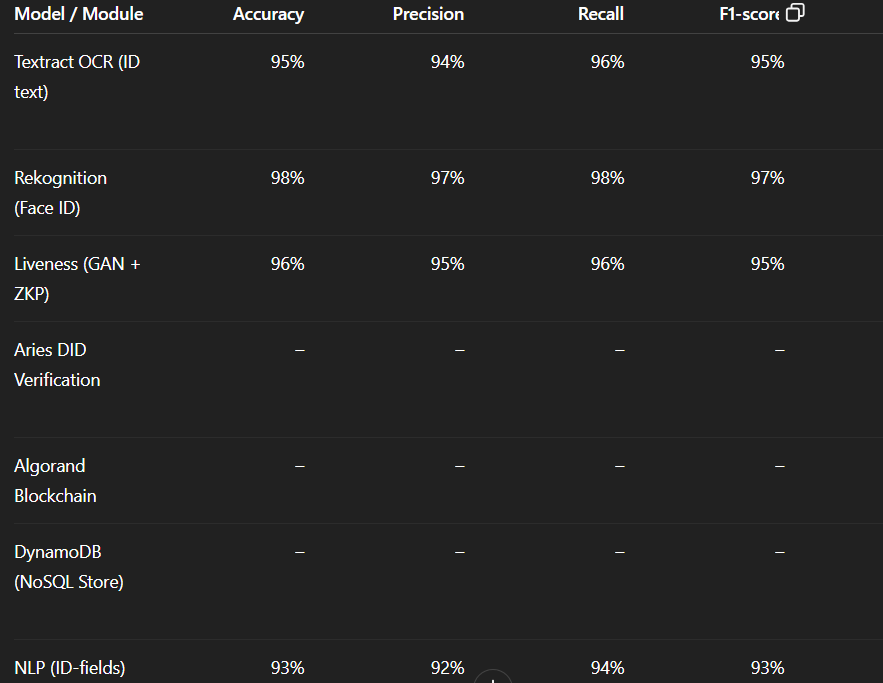 Model / Module Accuracy Precision Recall F1-score
Textract OCR (ID 95% 94% 96% 95%
text)
Rekognition 98% 97% 98% 97%
(Face ID)
Liveness (GAN + 96% 95% 96% 95%
ZKP)
Aries DID – – – –
Verification
Algorand – – – –
Blockchain
DynamoDB – – – –
(NoSQL Store)
NLP (ID-fields) 93% 92% 94% 93%